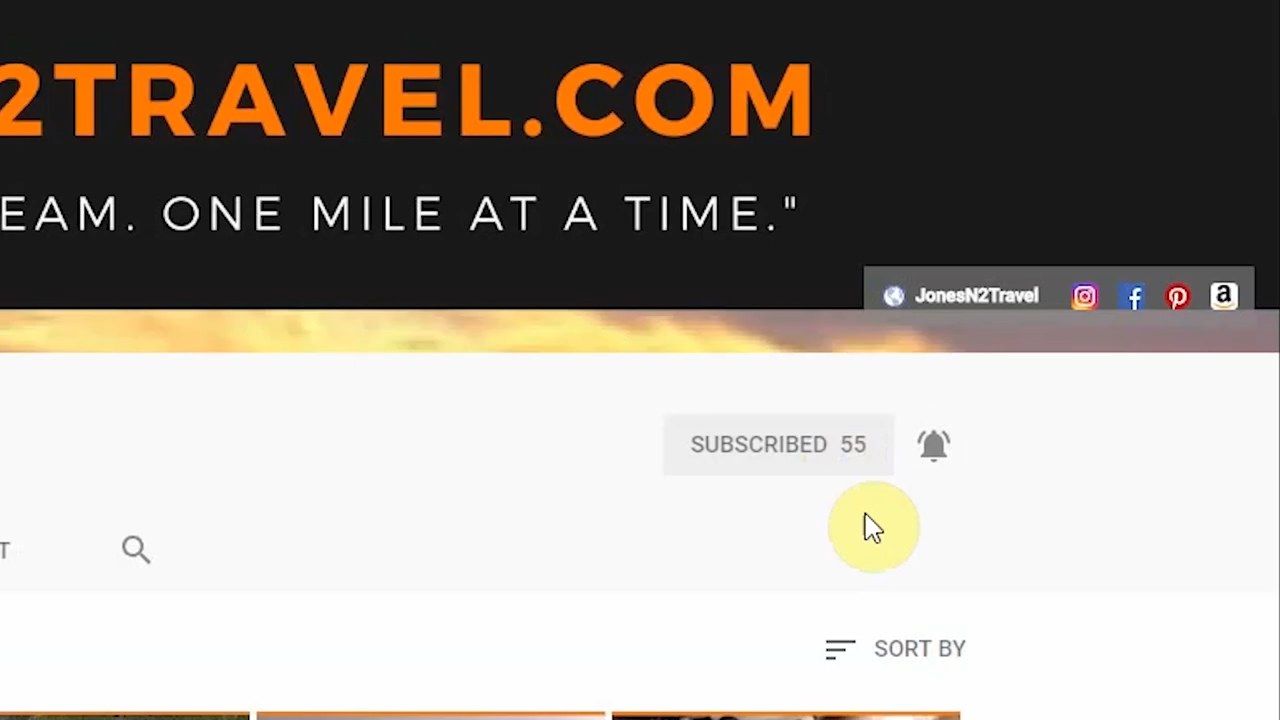 2TRAVEL.COM
EAM. ONE MILE AT A TIME."
JonesN2Travel
SUBSCRIBED 55
T
SORT BY